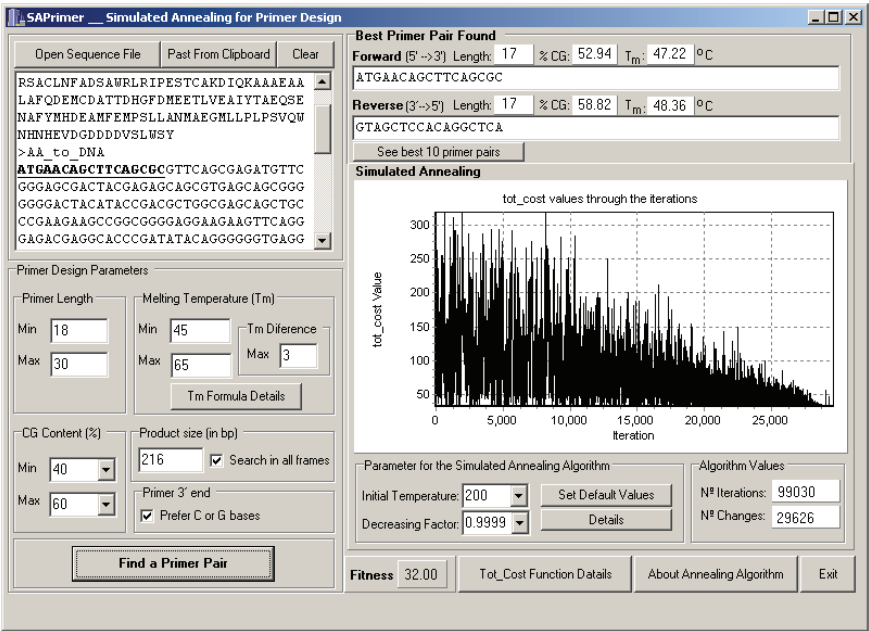 SAPrimer __ Simulated Annealing for Primer Design
Open Sequence File
Past From Clipboard
Clear
RSACLNFADSAWRLRIPESTCAKDIQKAAAEAA
LAFQDEMCDATTDHGFDMEETLVEAIYTAEQSE
NAFYMHDEAMFEMPSLLANMAEGMLLPLPSVQW
NHNHEVDGDDDDVSLWSY
>AA_to_DNA
ATGAACAGCTTCAGCGCGTTCAGCGAGATGTTC
GGGAGCGACTACGAGAGCAGCGTGAGCAGCGGG
GGGGACTACATACCGACGCTGGCGAGCAGCTGC
CCGAAGAAGCCGGCGGGGAGGAAGAAGTTCAGG
GAGACGAGGCACCCGATATACAGGGGGGTGAGG
Primer Design Parameters
Primer Length
Min 18
Max 30
Melting Temperature (Tm)
Min 45
Max 65
Tm Diference
Max 3
Tm Formula Details
CG Content (%)
Min 40
Max 60
Product size (in bp)
216
Search in all frames
Primer 3´ end
Prefer C or G bases
Find a Primer Pair
Best Primer Pair Found
Forward (5' -->3') Length: 17 % CG: 52.94 Tm: 47.22 ºC
ATGAACAGCTTCAGCGC
Reverse (3´-->5') Length: 17 % CG: 58.82 Tm: 48.36 ºC
GTAGCTCCACAGGCTCA
See best 10 primer pairs
Simulated Annealing
tot_cost values through the iterations
tot_cost Value
300
250
200
150
100
50
0 5,000 10,000 15,000 20,000 25,000
Iteration
Parameter for the Simulated Annealing Algorithm
Initial Temperature: 200
Set Default Values
Decreasing Factor: 0.9999
Details
Algorithm Values
Nº Iterations: 99030
Nº Changes: 29626
Fitness 32.00
Tot_Cost Function Datails
About Annealing Algorithm
Exit